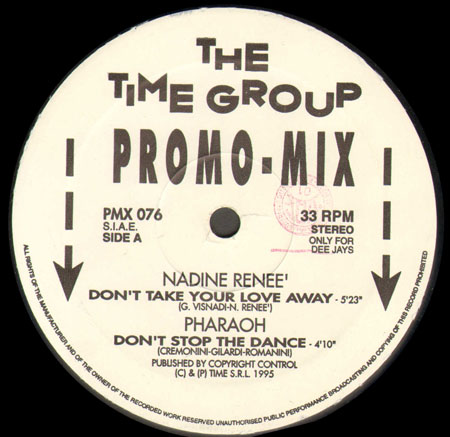 THE
TIME GROUP
PROMO-MIX
PMX 076
S.I.A.E.
SIDE A
33 RPM
STEREO
ONLY FOR
DEE JAYS
NADINE RENEE'
DON'T TAKE YOUR LOVE AWAY - 5'23"
(G. VISNADI-N. RENEE')
PHARAOH
DON'T STOP THE DANCE - 4'10"
(CREMONINI-GILARDI-ROMANINI)
PUBLISHED BY COPYRIGHT CONTROL
(C) & (P) TIME S.R.L. 1995
ALL RIGHTS OF THE MANUFACTURER AND OF THE OWNER OF THE RECORDED WORK RESERVED UNAUTHORISED PUBLIC PERFORMANCE BROADCASTING AND COPYING OF THIS RECORD PROHIBITED